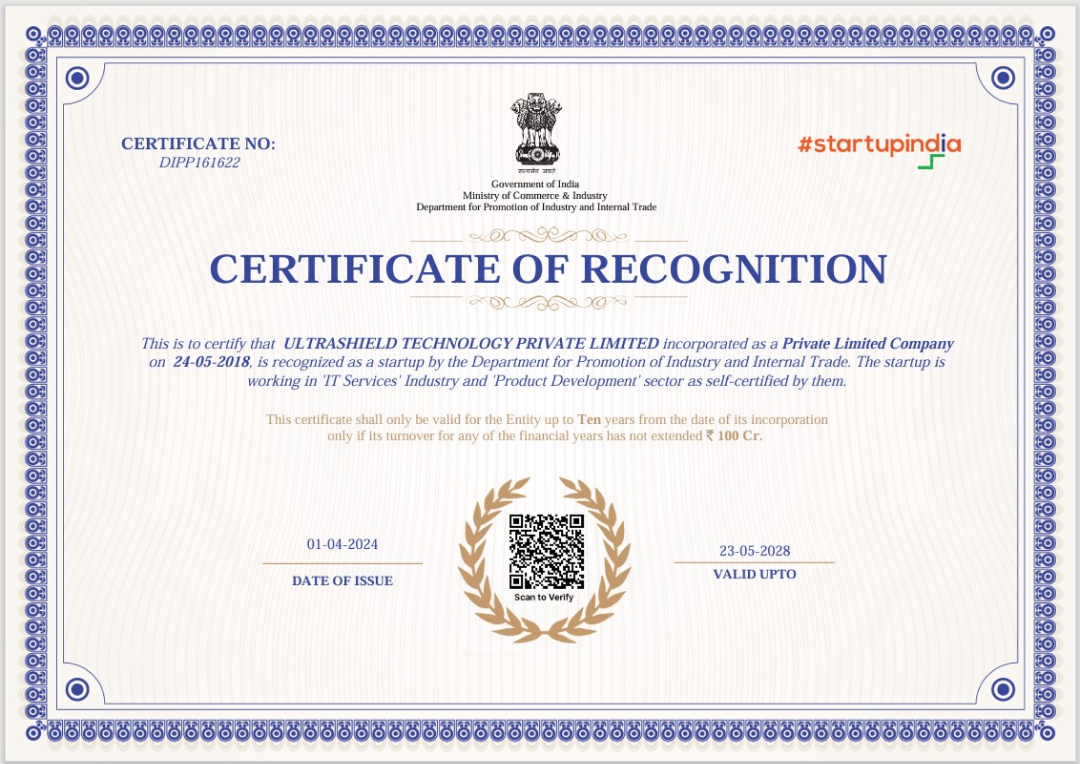 CERTIFICATE NO:
DIPP161622
सत्यमेव जयते
#startupindia
Government of India
Ministry of Commerce & Industry
Department for Promotion of Industry and Internal Trade
CERTIFICATE OF RECOGNITION
This is to certify that ULTRASHIELD TECHNOLOGY PRIVATE LIMITED incorporated as a Private Limited Company
on 24-05-2018, is recognized as a startup by the Department for Promotion of Industry and Internal Trade. The startup is
working in 'IT Services' Industry and 'Product Development' sector as self-certified by them.
This certificate shall only be valid for the Entity up to Ten years from the date of its incorporation
only if its turnover for any of the financial years has not extended ₹ 100 Cr.
01-04-2024
DATE OF ISSUE
Scan to Verify
23-05-2028
VALID UPTO